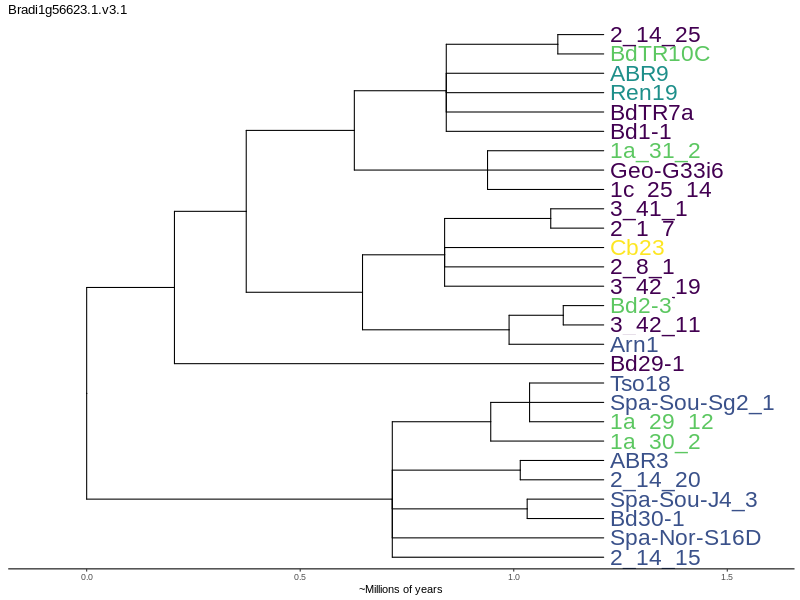 Bradi1g56623.1.v3.1
2_14_25
BdTR10C
ABR9
Ren19
BdTR7a
Bd1-1
1a_31_2
Geo-G33i6
1c_25_14
3_41_1
2_1_7
Cb23
2_8_1
3_42_19
Bd2-3
3_42_11
Arn1
Bd29-1
Tso18
Spa-Sou-Sg2_1
1a_29_12
1a_30_2
ABR3
2_14_20
Spa-Sou-J4_3
Bd30-1
Spa-Nor-S16D
2_14_15
0.0 0.5 1.0 1.5
~Millions of years